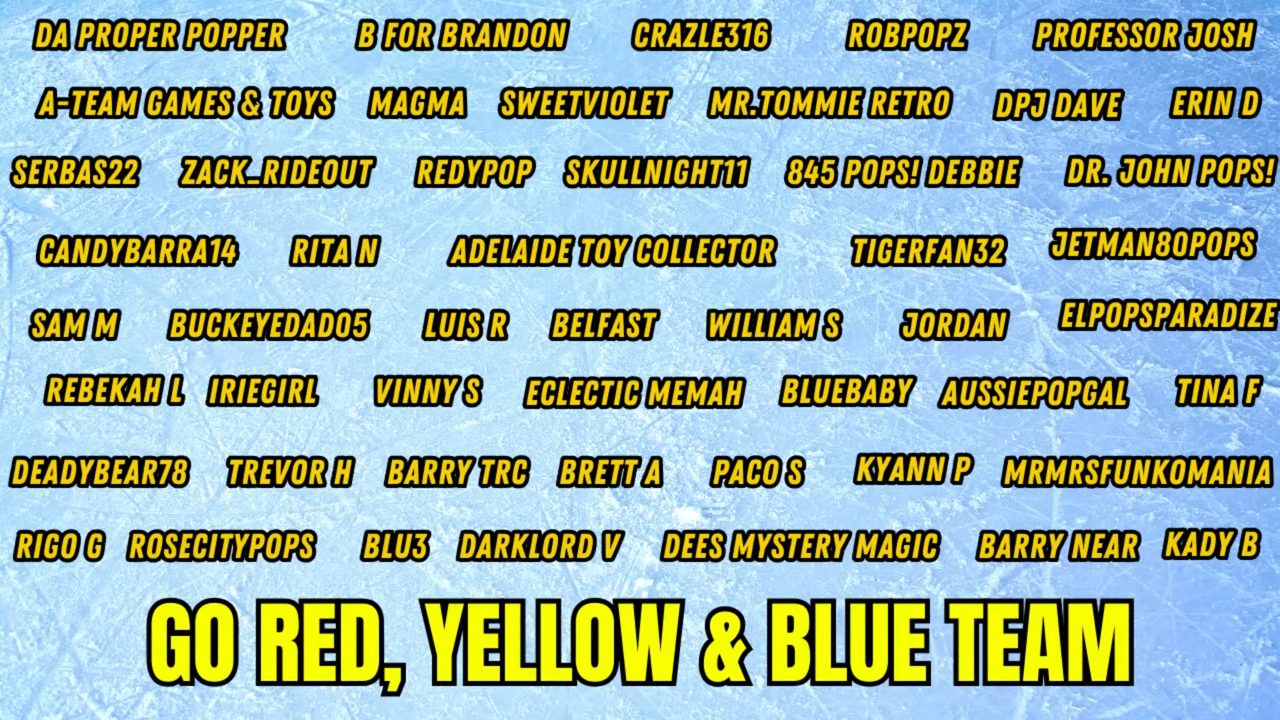 DA PROPER POPPER B FOR BRANDON CRAZLE316 ROBPOPZ PROFESSOR JOSH
A-TEAM GAMES & TOYS MAGMA SWEETVIOLET MR.TOMMIE RETRO DPJ DAVE ERIN D
SERBAS22 ZACK_RIDEOUT REDYPOP SKULLNIGHT11 845 POPS! DEBBIE DR. JOHN POPS!
CANDYBARRA14 RITA N ADELAIDE TOY COLLECTOR TIGERFAN32 JETMAN80POPS
SAM M BUCKEYEDAD05 LUIS R BELFAST WILLIAM S JORDAN ELPOPSPARADIZE
REBEKAH L IRIEGIRL VINNY S ECLECTIC MEMAH BLUEBABY AUSSIEPOPGAL TINA F
DEADYBEAR78 TREVOR H BARRY TRC BRETT A PACO S KYANN P MRMRSFUNKOMANIA
RIGO G ROSECITYPOPS BLU3 DARKLORD V DEES MYSTERY MAGIC BARRY NEAR KADY B
GO RED, YELLOW & BLUE TEAM